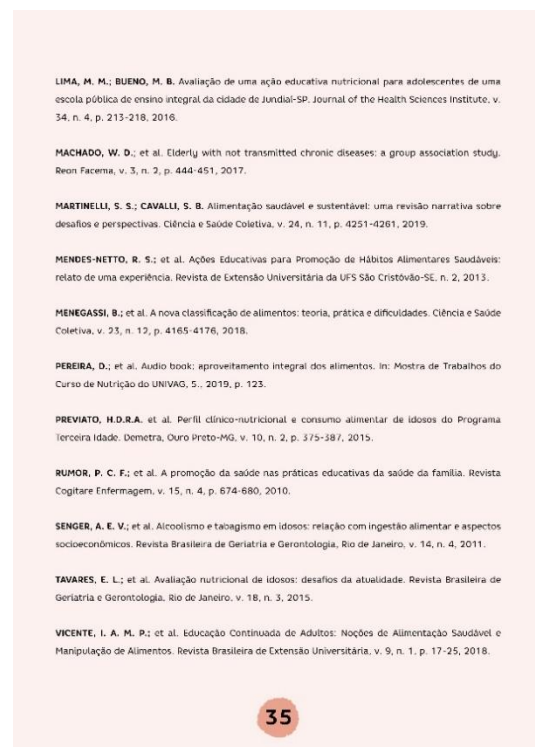 LIMA, M. M.; BUENO, M. B. Avaliação de uma ação educativa nutricional para adolescentes de uma
escola pública de ensino integral da cidade de Jundiaí-SP. Journal of the Health Sciences Institute, v.
34, n. 4, p. 213-218, 2016.
MACHADO, W. D.; et al. Elderly with not transmitted chronic diseases: a group association study.
Reon Facema, v. 3, n. 2, p. 444-451, 2017.
MARTINELLI, S. S.; CAVALLI, S. B. Alimentação saudável e sustentável: uma revisão narrativa sobre
desafios e perspectivas. Ciência e Saúde Coletiva, v. 24, n. 11, p. 4251-4261, 2019.
MENDES-NETTO, R. S.; et al. Ações Educativas para Promoção de Hábitos Alimentares Saudáveis:
relato de uma experiência. Revista de Extensão Universitária da UFS São Cristóvão-SE, n. 2, 2013.
MENEGASSI, B.; et al. A nova classificação de alimentos: teoria, prática e dificuldades. Ciência e Saúde
Coletiva, v. 23, n. 12, p. 4165-4176, 2018.
PEREIRA, D.; et al. Audio book: aproveitamento integral dos alimentos. In: Mostra de Trabalhos do
Curso de Nutrição do UNIVAG, 5., 2019, p. 123.
PREVIATO, H.D.R.A. et al. Perfil clínico-nutricional e consumo alimentar de idosos do Programa
Terceira Idade. Demetra, Ouro Preto-MG, v. 10, n. 2, p. 375-387, 2015.
RUMOR, P. C. F.; et al. A promoção da saúde nas práticas educativas da saúde da família. Revista
Cogitare Enfermagem, v. 15, n. 4, p. 674-680, 2010.
SENGER, A. E. V.; et al. Alcoolismo e tabagismo em idosos: relação com ingestão alimentar e aspectos
socioeconômicos. Revista Brasileira de Geriatria e Gerontologia, Rio de Janeiro, v. 14, n. 4, 2011.
TAVARES, E. L.; et al. Avaliação nutricional de idosos: desafios da atualidade. Revista Brasileira de
Geriatria e Gerontologia, Rio de Janeiro, v. 18, n. 3, 2015.
VICENTE, I. A. M. P.; et al. Educação Continuada de Adultos: Noções de Alimentação Saudável e
Manipulação de Alimentos. Revista Brasileira de Extensão Universitária, v. 9, n. 1, p. 17-25, 2018.
35